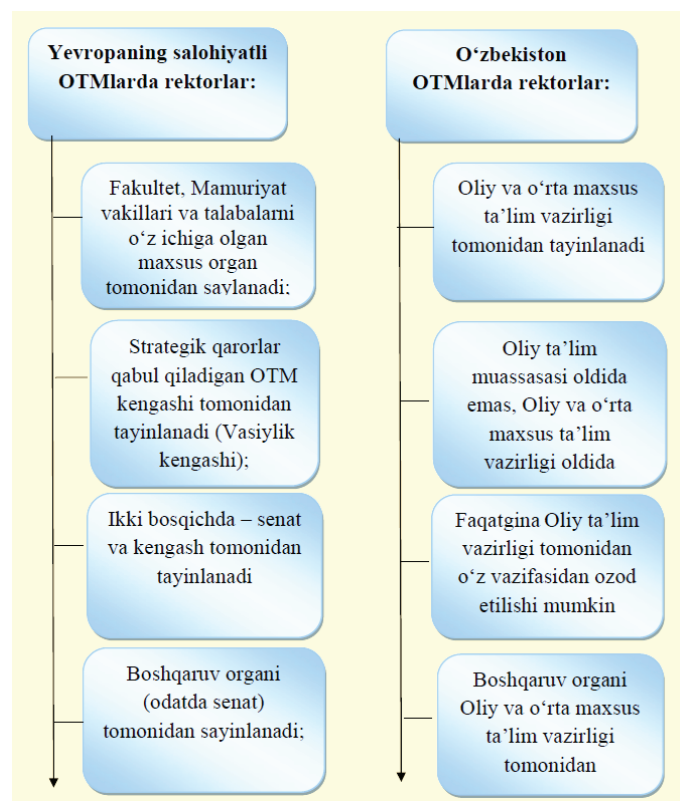 Yevropaning salohiyatli
OTMlarda rektorlar:
Fakultet, Mamuriyat
vakillari va talabalarni
o‘z ichiga olgan
maxsus organ
tomonidan saylanadi;
Strategik qarorlar
qabul qiladigan OTM
kengashi tomonidan
tayinlanadi (Vasiylik
kengashi);
Ikki bosqichda – senat
va kengash tomonidan
tayinlanadi
Boshqaruv organi
(odatda senat)
tomonidan sayinlanadi;
O‘zbekiston
OTMlarda rektorlar:
Oliy va o‘rta maxsus
ta’lim vazirligi
tomonidan tayinlanadi
Oliy ta’lim
muassasasi oldida
emas, Oliy va o‘rta
maxsus ta’lim
vazirligi oldida
Faqatgina Oliy ta’lim
vazirligi tomonidan
o‘z vazifasidan ozod
etilishi mumkin
Boshqaruv organi
Oliy va o‘rta maxsus
ta’lim vazirligi
tomonidan